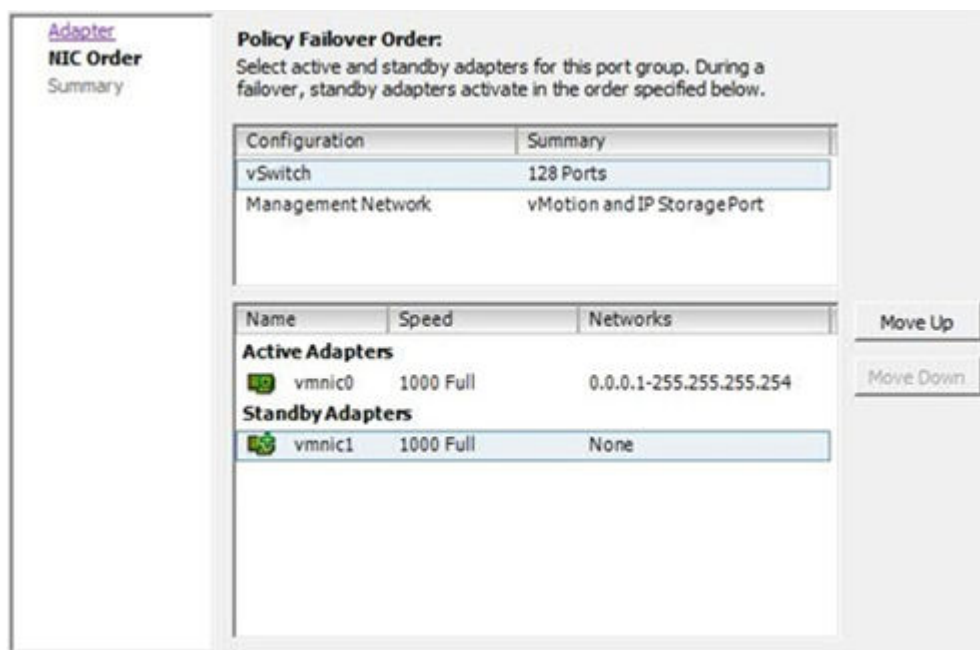 Adapter
NIC Order
Summary
Policy Failover Order:
Select active and standby adapters for this port group. During a
failover, standby adapters activate in the order specified below.
Configuration Summary
vSwitch 128 Ports
Management Network vMotion and IP Storage Port
Name Speed Networks
Active Adapters
vmnic0 1000 Full 0.0.0.1-255.255.255.254
Standby Adapters
vmnic1 1000 Full None
Move Up
Move Down